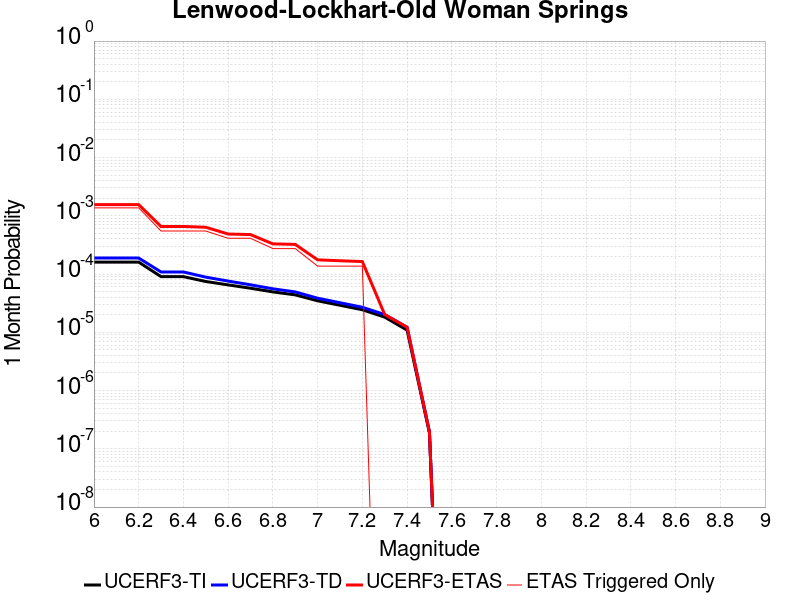 Lenwood-Lockhart-Old Woman Springs
10^0
10^-1
10^-2
10^-3
10^-4
10^-5
10^-6
10^-7
10^-8
1 Month Probability
6 6.2 6.4 6.6 6.8 7 7.2 7.4 7.6 7.8 8 8.2 8.4 8.6 8.8 9
Magnitude
UCERF3-TI UCERF3-TD UCERF3-ETAS ETAS Triggered Only